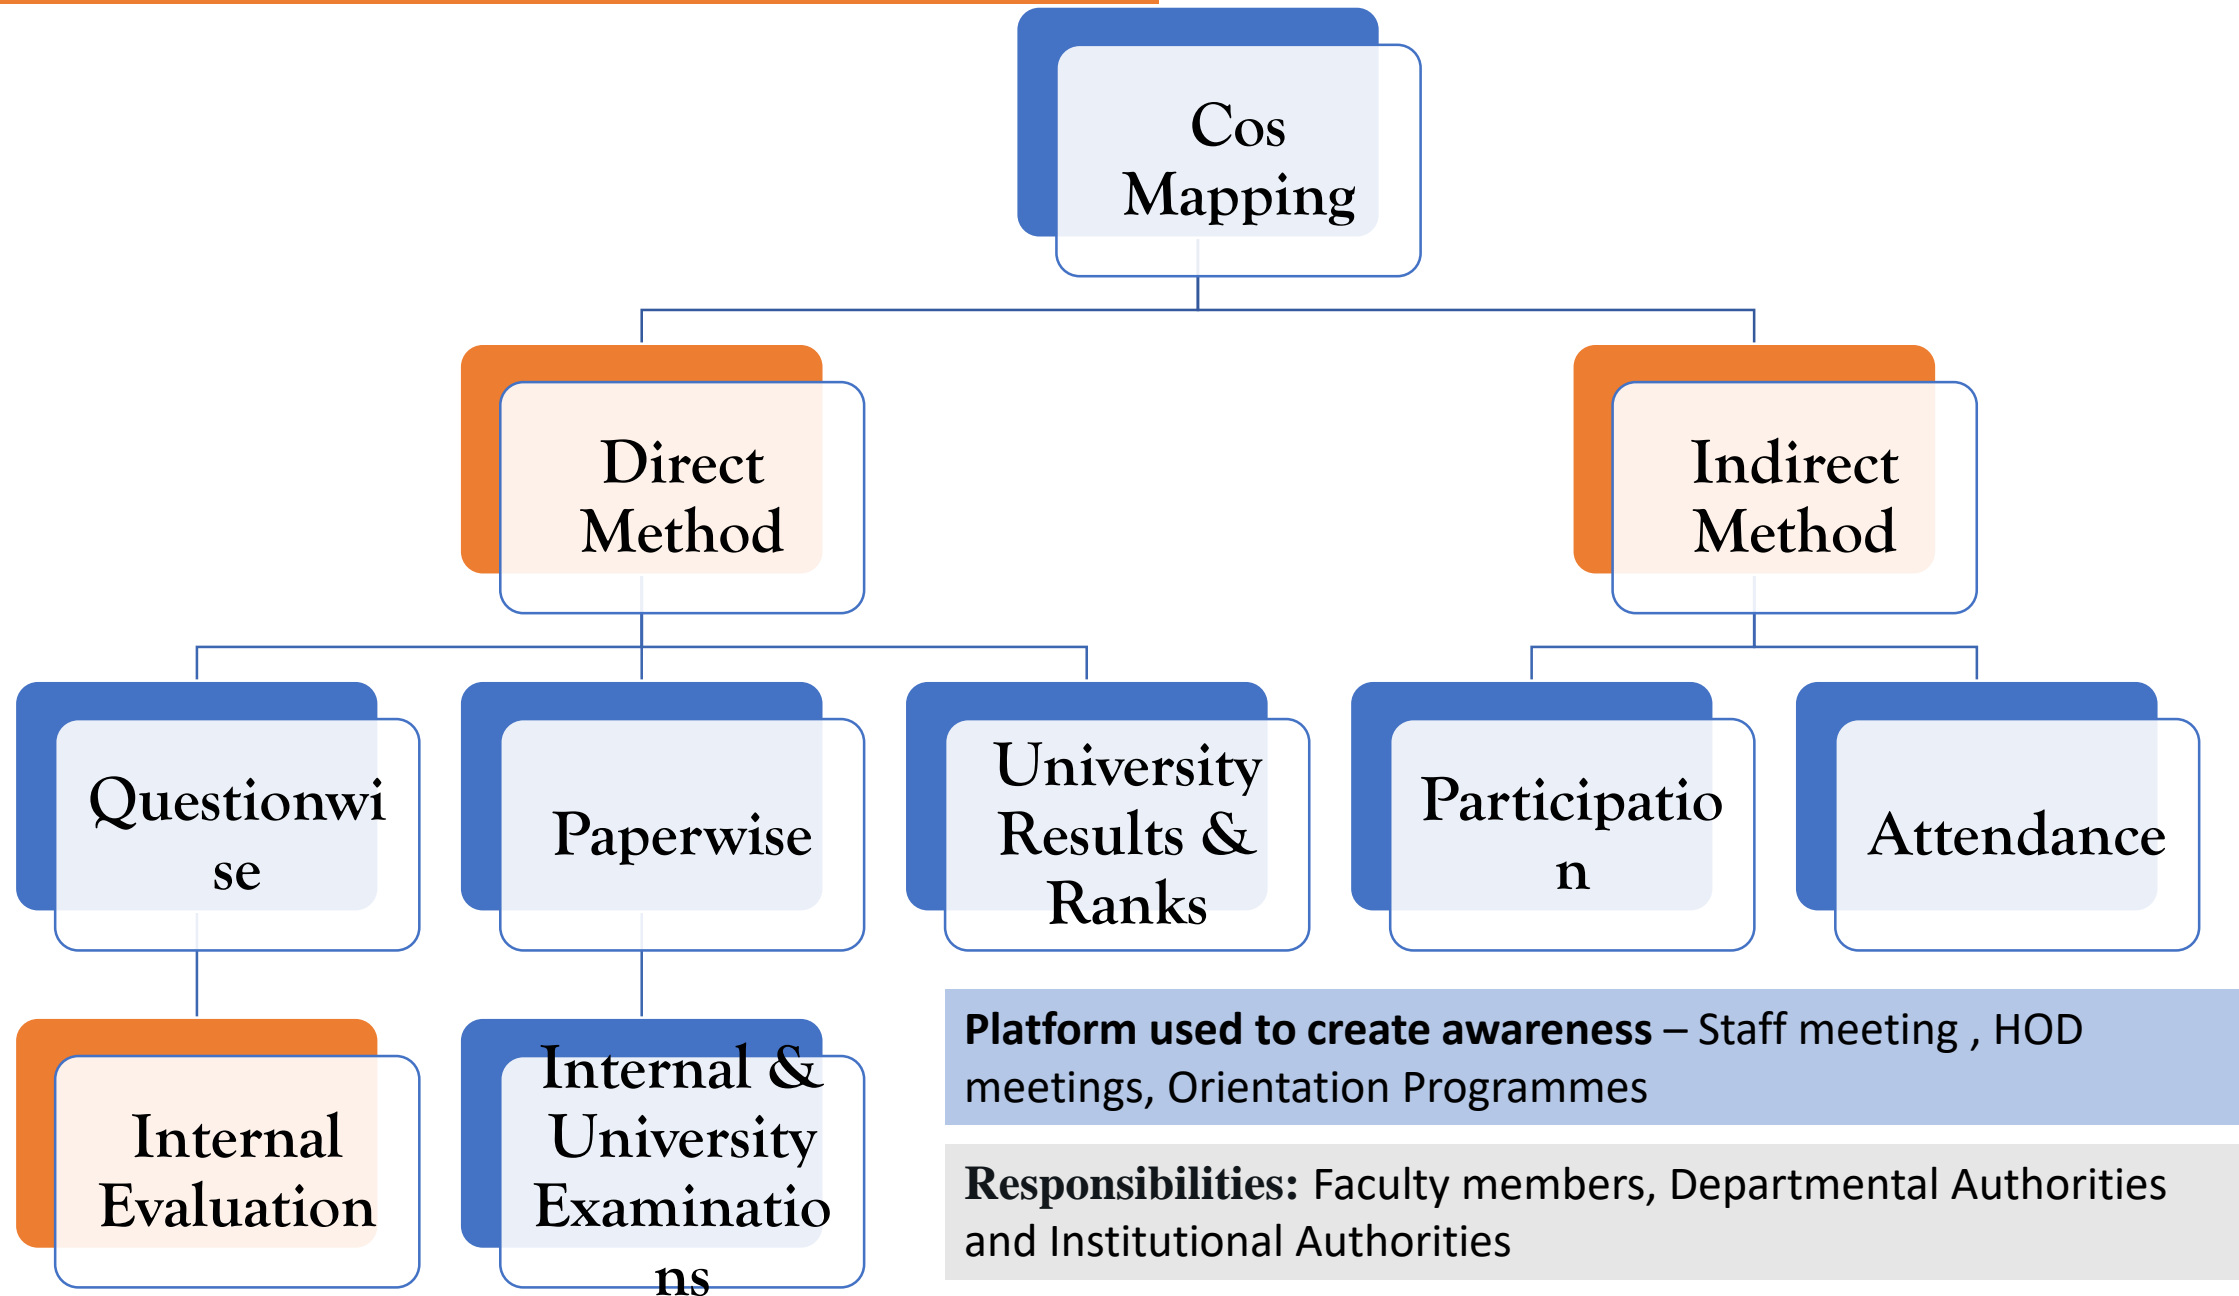 Cos
Mapping
Direct
Method
Indirect
Method
Questionwi
se
Paperwise
University
Results &
Ranks
Participatio
n
Attendance
Internal
Evaluation
Internal &
University
Examinatio
ns
Platform used to create awareness – Staff meeting , HOD
meetings, Orientation Programmes
Responsibilities: Faculty members, Departmental Authorities
and Institutional Authorities